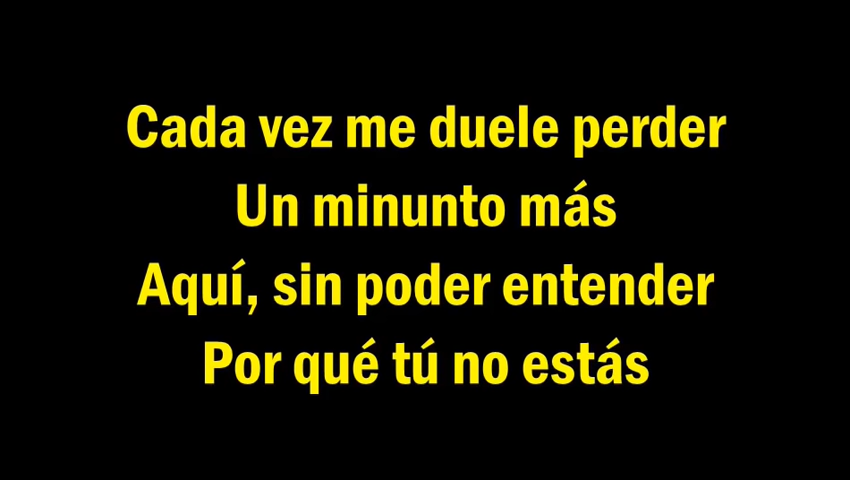 Cada vez me duele perder
Un minunto más
Aquí, sin poder entender
Por qué tú no estás